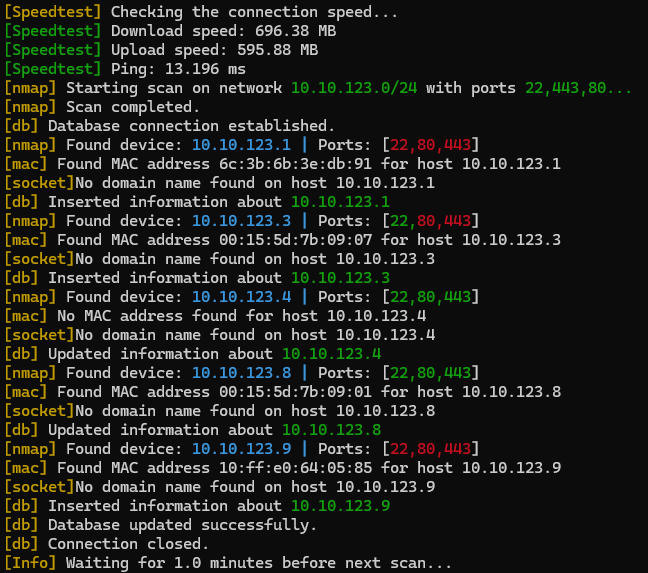 [Speedtest] Checking the connection speed...
[Speedtest] Download speed: 696.38 MB
[Speedtest] Upload speed: 595.88 MB
[Speedtest] Ping: 13.196 ms
[nmap] Starting scan on network 10.10.123.0/24 with ports 22,443,80...
[nmap] Scan completed.
[db] Database connection established.
[nmap] Found device: 10.10.123.1 | Ports: [22,80,443]
[mac] Found MAC address 6c:3b:6b:3e:db:91 for host 10.10.123.1
[socket]No domain name found on host 10.10.123.1
[db] Inserted information about 10.10.123.1
[nmap] Found device: 10.10.123.3 | Ports: [22,80,443]
[mac] Found MAC address 00:15:5d:7b:09:07 for host 10.10.123.3
[socket]No domain name found on host 10.10.123.3
[db] Inserted information about 10.10.123.3
[nmap] Found device: 10.10.123.4 | Ports: [22,80,443]
[mac] No MAC address found for host 10.10.123.4
[socket]No domain name found on host 10.10.123.4
[db] Updated information about 10.10.123.4
[nmap] Found device: 10.10.123.8 | Ports: [22,80,443]
[mac] Found MAC address 00:15:5d:7b:09:01 for host 10.10.123.8
[socket]No domain name found on host 10.10.123.8
[db] Updated information about 10.10.123.8
[nmap] Found device: 10.10.123.9 | Ports: [22,80,443]
[mac] Found MAC address 10:ff:e0:64:05:85 for host 10.10.123.9
[socket]No domain name found on host 10.10.123.9
[db] Inserted information about 10.10.123.9
[db] Database updated successfully.
[db] Connection closed.
[Info] Waiting for 1.0 minutes before next scan...